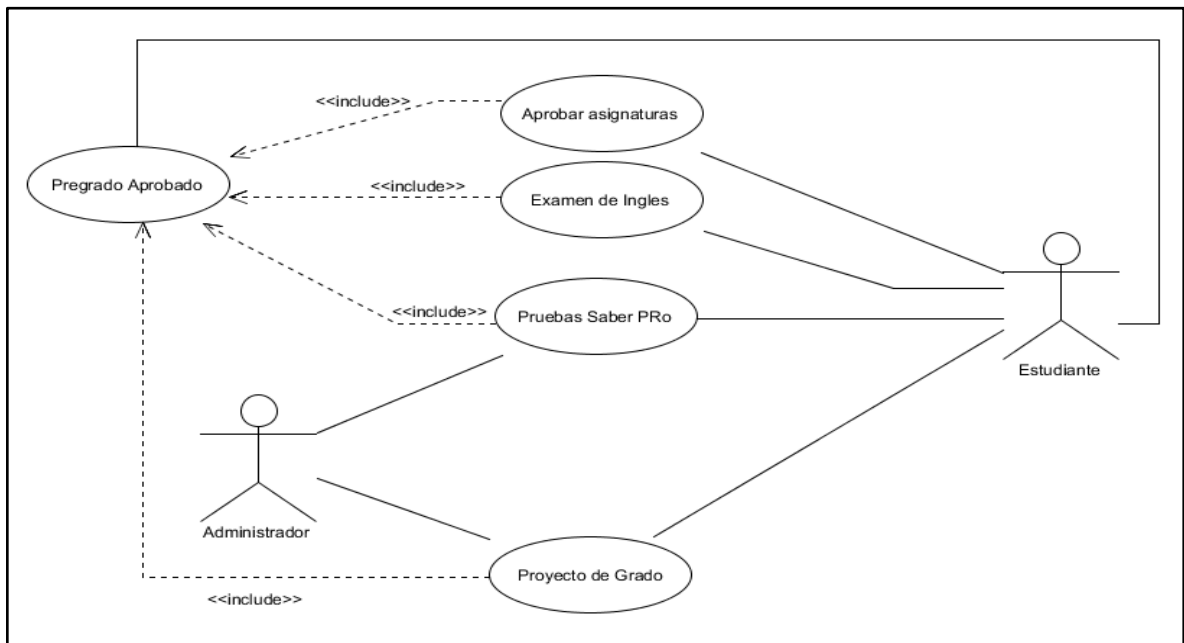 <<include>>
Aprobar asignaturas
Pregrado Aprobado
<<include>>
Examen de Ingles
<<include>>
Pruebas Saber PRo
Estudiante
Administrador
Proyecto de Grado
<<include>>